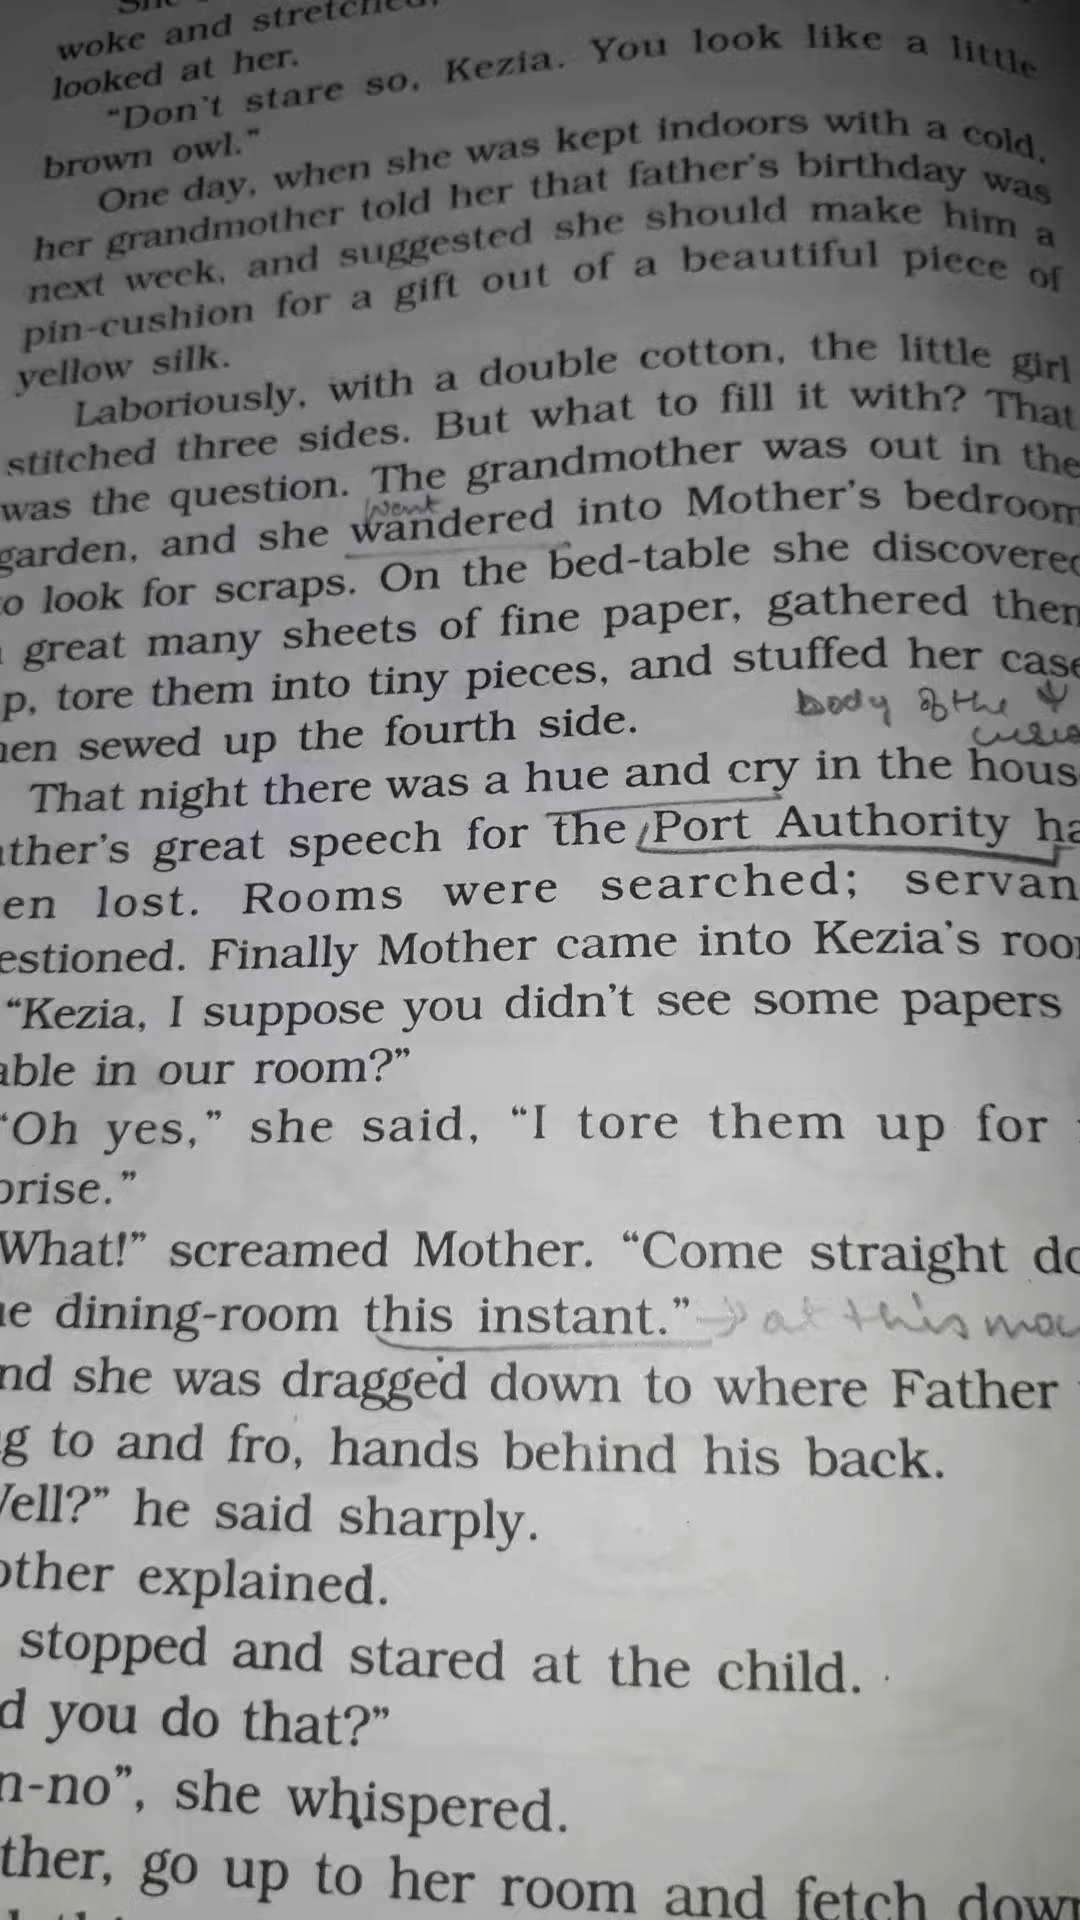 woke and stretched.
looked at her.
"Don't stare so, Kezia. You look like a little
brown owl."
One day, when she was kept indoors with a cold,
her grandmother told her that father's birthday was
next week, and suggested she should make him a
pin-cushion for a gift out of a beautiful piece of
yellow silk.
Laboriously, with a double cotton, the little girl
stitched three sides. But what to fill it with? That
was the question. The grandmother was out in the
went
garden, and she wandered into Mother's bedroom
to look for scraps. On the bed-table she discovered
great many sheets of fine paper, gathered them
p, tore them into tiny pieces, and stuffed her case
body of the
hen sewed up the fourth side.
That night there was a hue and cry in the hous
ather's great speech for the Port Authority ha
en lost. Rooms were searched; servan
estioned. Finally Mother came into Kezia's roo
"Kezia, I suppose you didn't see some papers
able in our room?"
"Oh yes," she said, "I tore them up for
prise."
What!" screamed Mother. "Come straight do
he dining-room this instant." at this mo
nd she was dragged down to where Father
g to and fro, hands behind his back.
Vell?" he said sharply.
other explained.
stopped and stared at the child.
d you do that?"
n-no", she whispered.
ther, go up to her room and fetch down